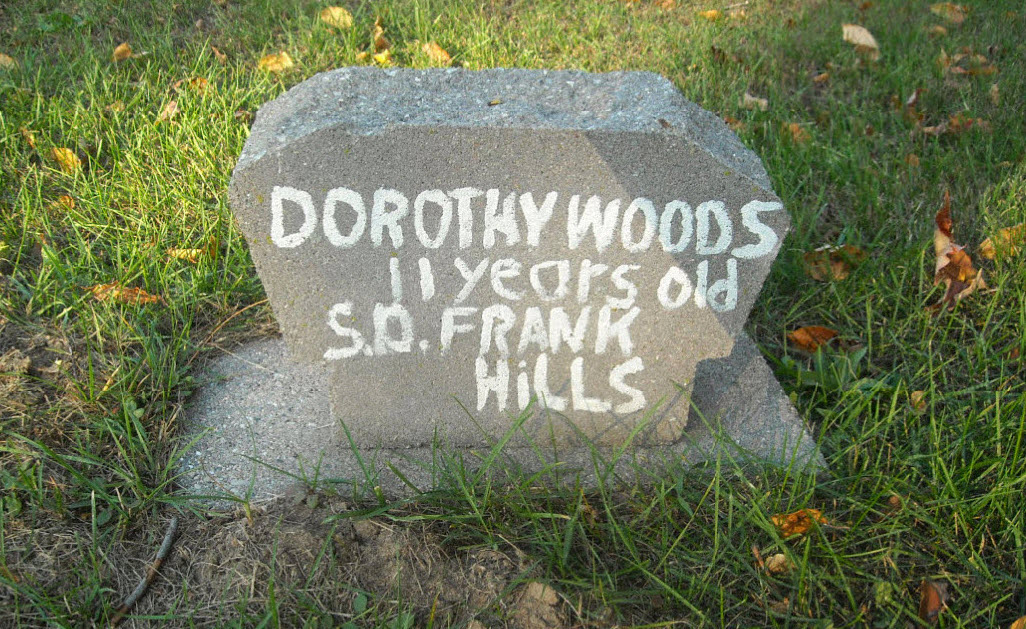 DOROTHY WOODS
11 years old
S.D. FRANK
HiLLS